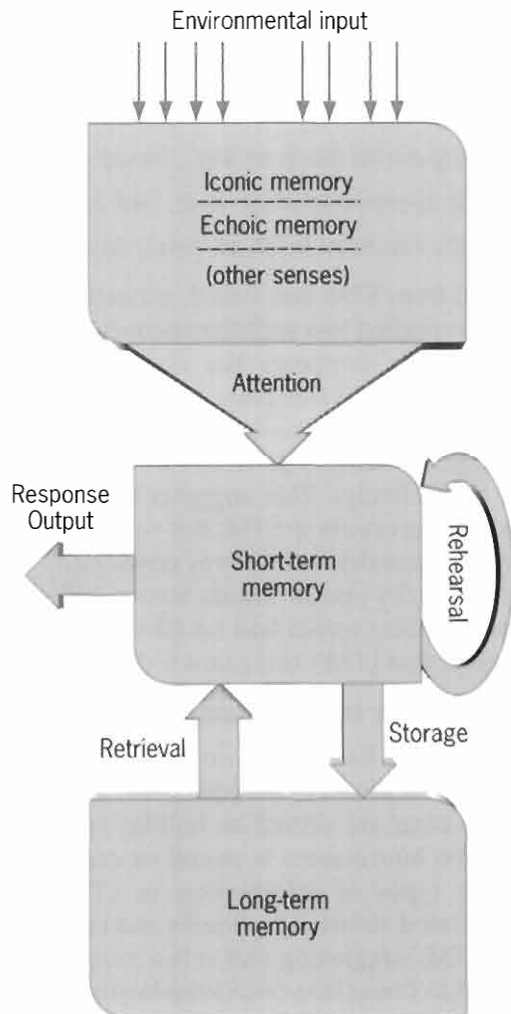 Environmental input
Iconic memory
Echoic memory
(other senses)
Attention
Response
Output
Short-term
memory
Rehearsal
Retrieval
Storage
Long-term
memory